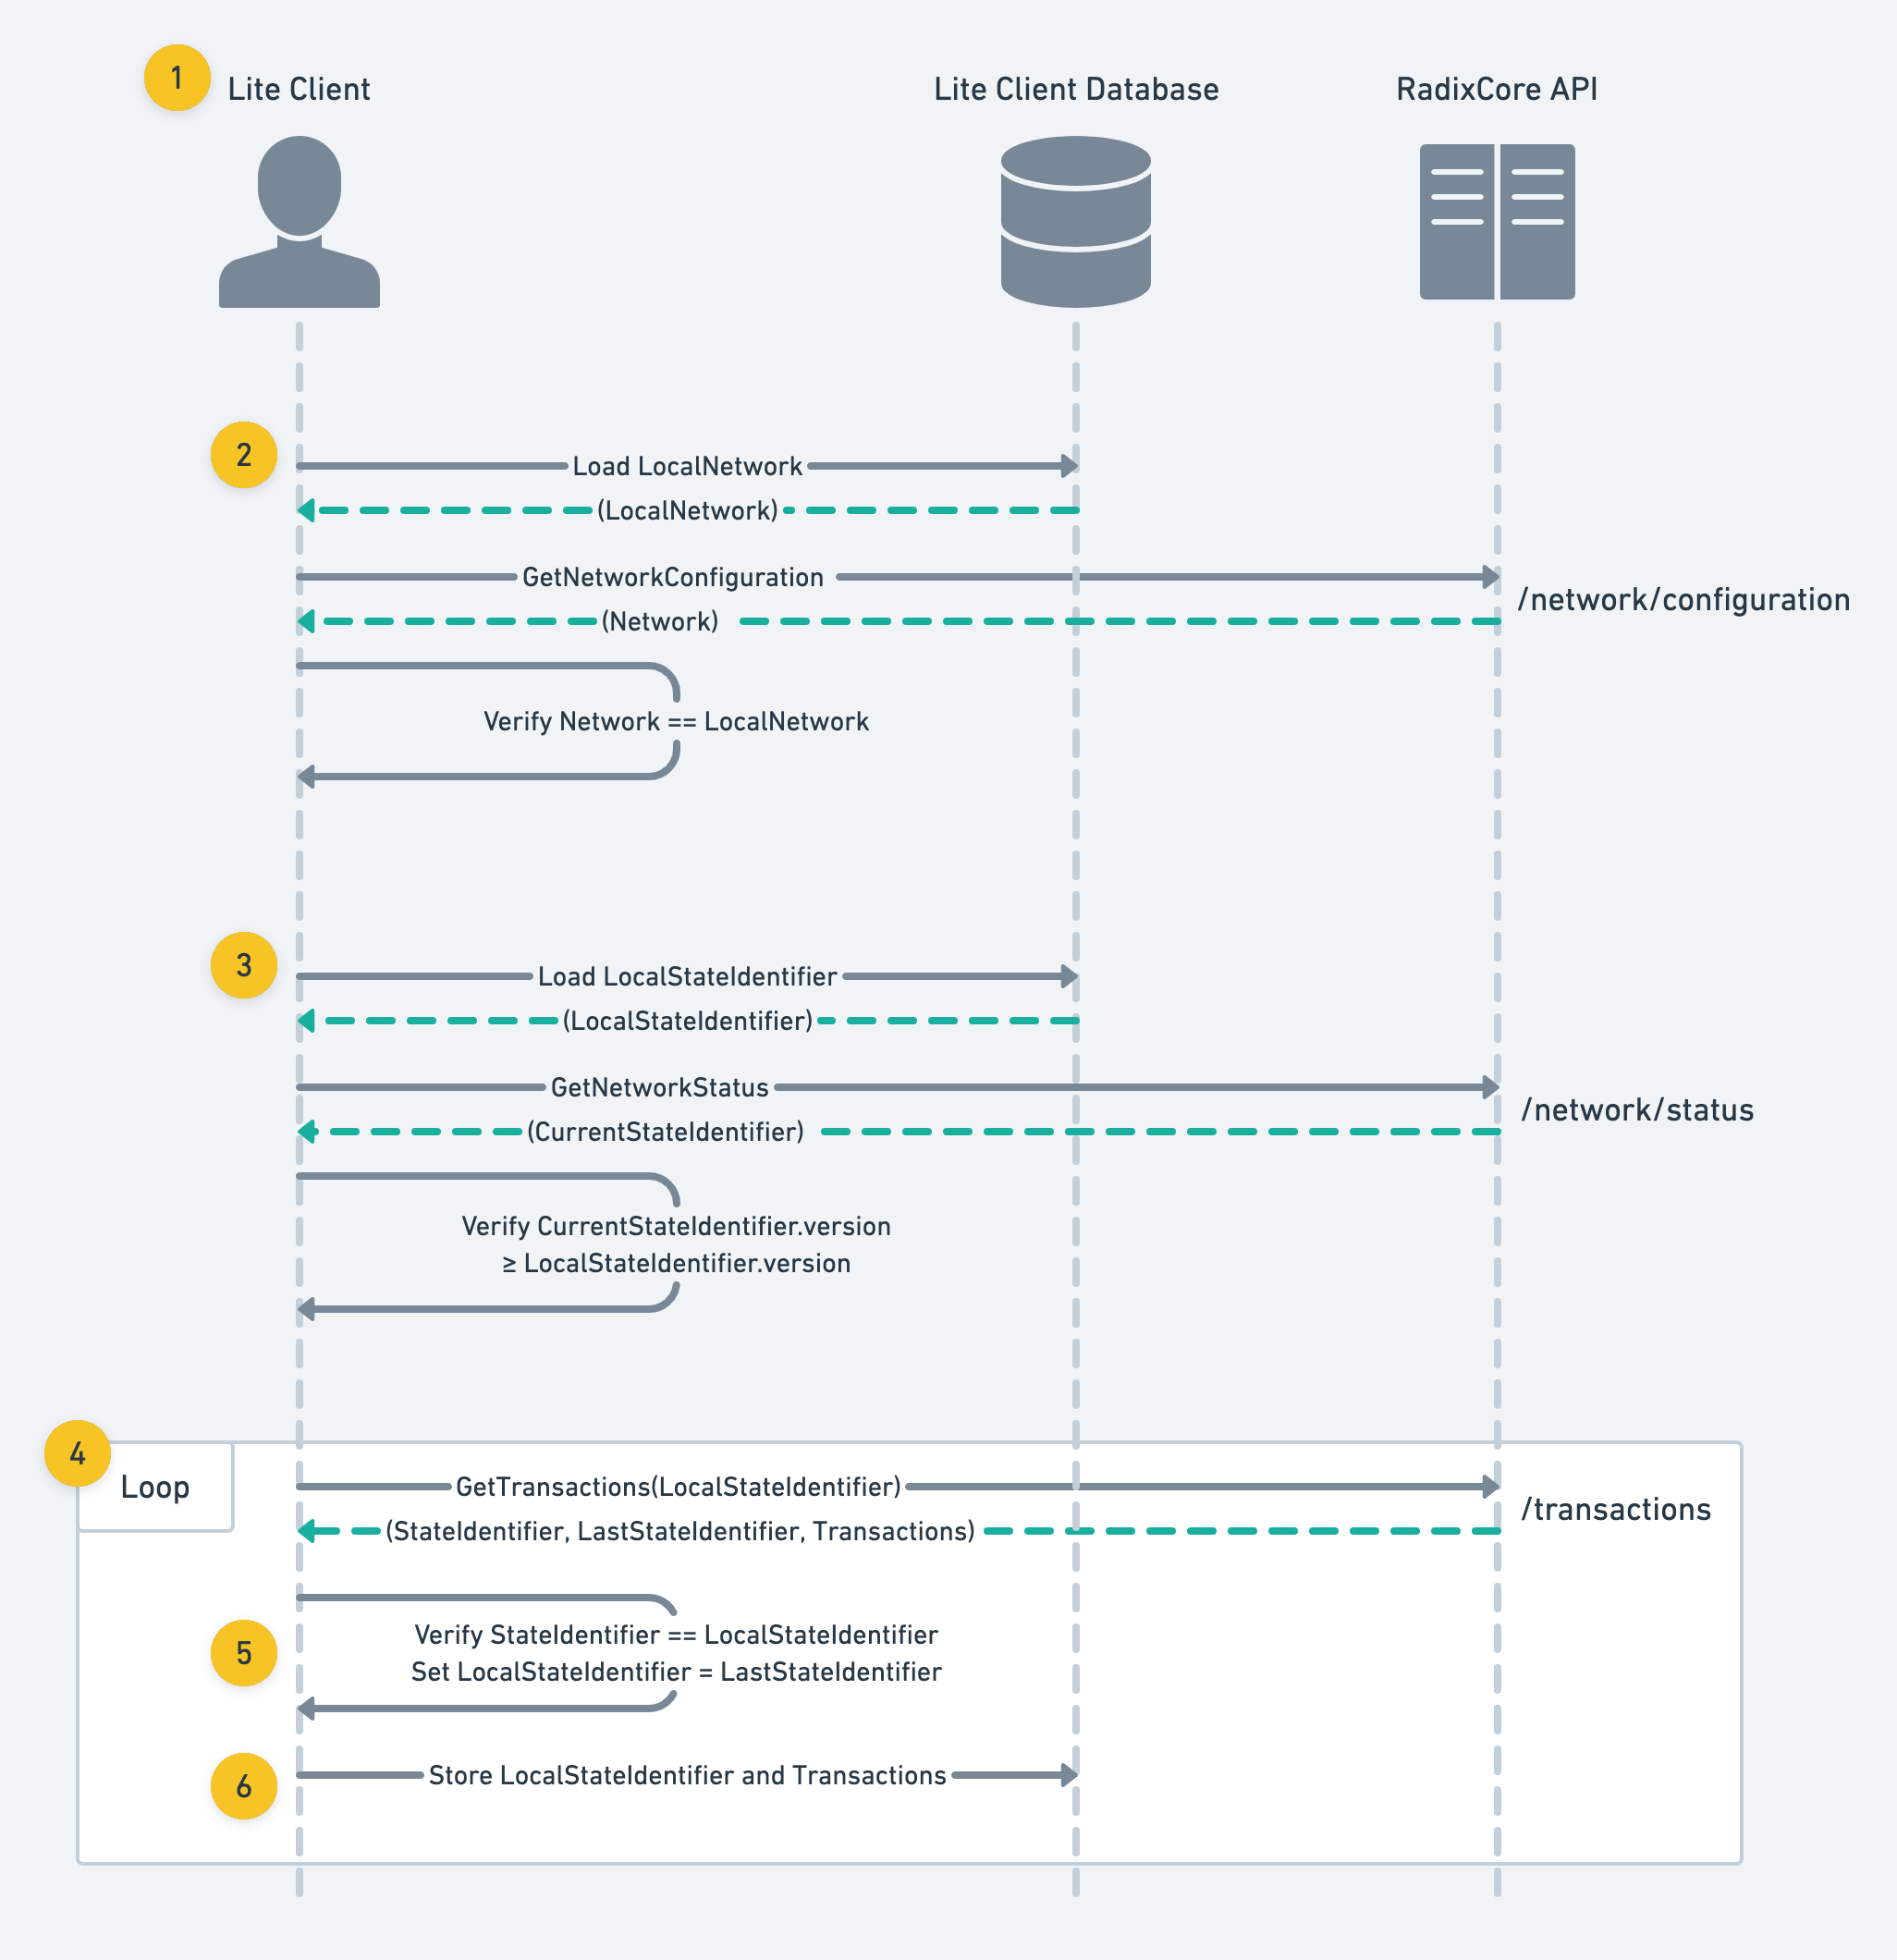 1
Lite Client
Lite Client Database
RadixCore API
2
Load LocalNetwork
(LocalNetwork)
GetNetworkConfiguration
/network/configuration
(Network)
Verify Network == LocalNetwork
3
Load LocalStateIdentifier
(LocalStateIdentifier)
GetNetworkStatus
/network/status
(CurrentStateIdentifier)
Verify CurrentStateIdentifier.version
≥ LocalStateIdentifier.version
4
Loop
GetTransactions(LocalStateIdentifier)
/transactions
(StateIdentifier, LastStateIdentifier, Transactions)
5
Verify StateIdentifier == LocalStateIdentifier
Set LocalStateIdentifier = LastStateIdentifier
6
Store LocalStateIdentifier and Transactions